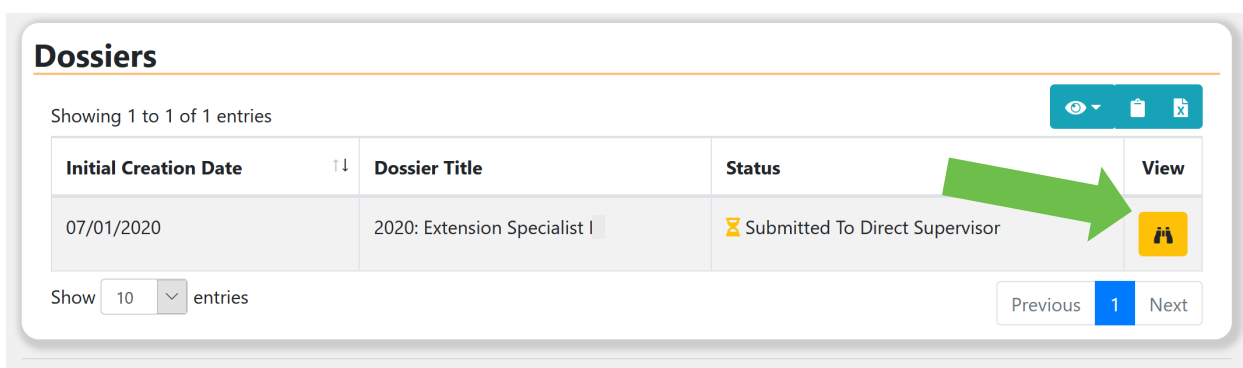 Dossiers
Showing 1 to 1 of 1 entries
Initial Creation Date Dossier Title Status View
07/01/2020 2020: Extension Specialist I Submitted To Direct Supervisor
Show 10 entries Previous 1 Next